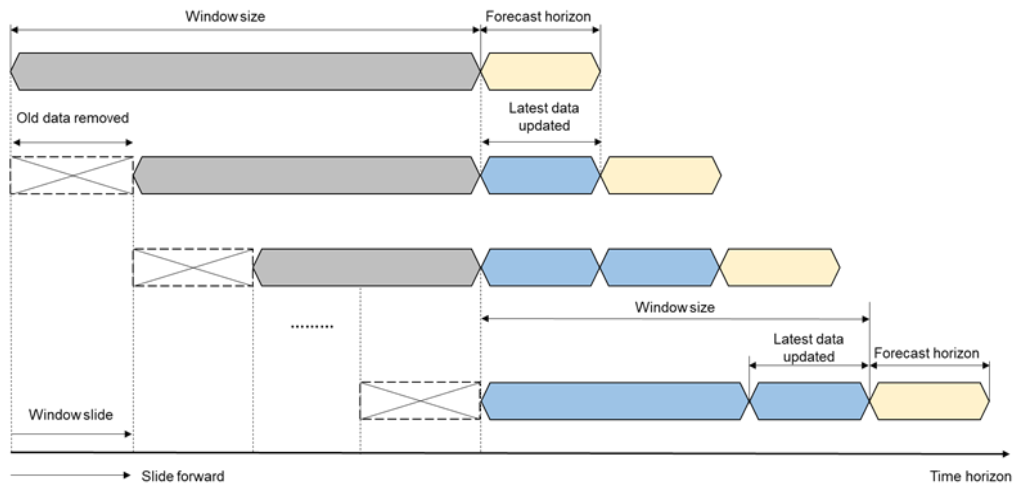 Window size
Forecast horizon
Old data removed
Latest data
updated
.........
Window size
Latest data
updated
Forecast horizon
Window slide
Slide forward
Time horizon